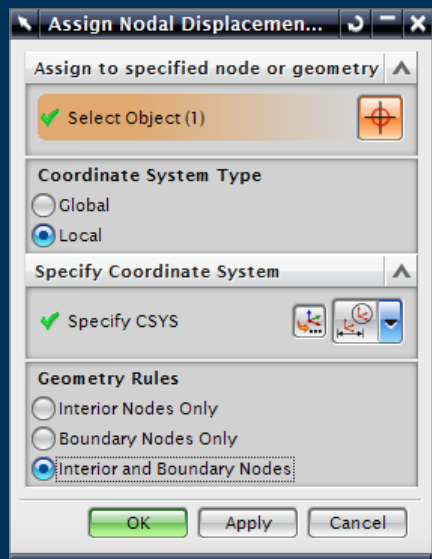 Assign Nodal Displacemen...
Assign to specified node or geometry
Select Object (1)
Coordinate System Type
Global
Local
Specify Coordinate System
Specify CSYS
Geometry Rules
Interior Nodes Only
Boundary Nodes Only
Interior and Boundary Nodes
OK Apply Cancel